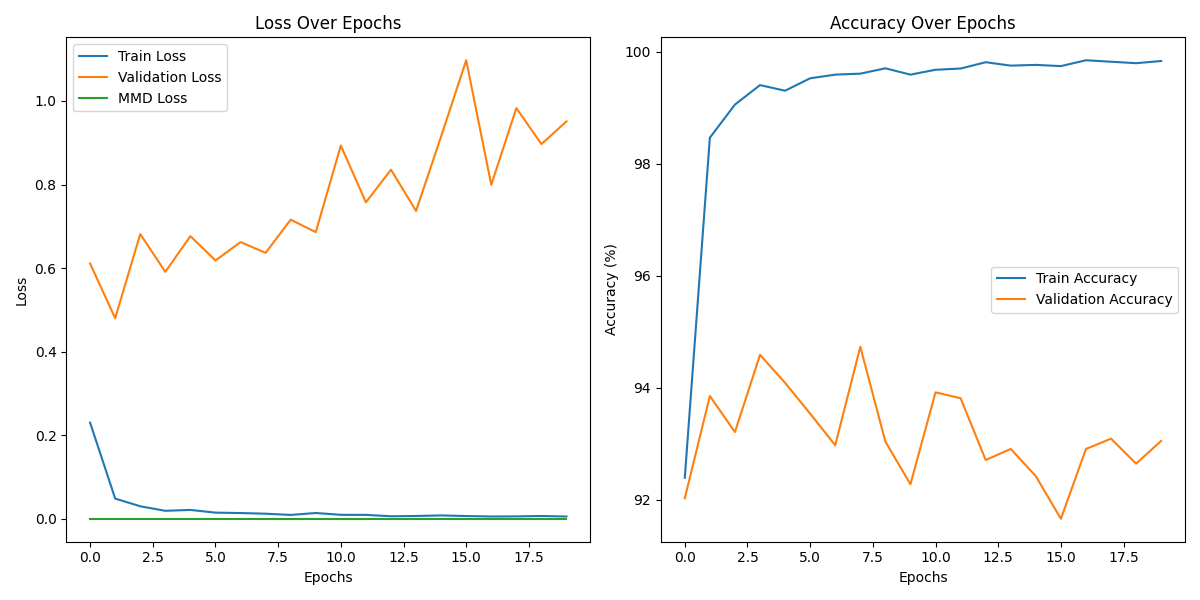 Loss Over Epochs
Train Loss
Validation Loss
MMD Loss
1.0
0.8
0.6
0.4
0.2
0.0
Loss
0.0 2.5 5.0 7.5 10.0 12.5 15.0 17.5
Epochs
Accuracy Over Epochs
100
98
96
94
92
Accuracy (%)
Train Accuracy
Validation Accuracy
0.0 2.5 5.0 7.5 10.0 12.5 15.0 17.5
Epochs